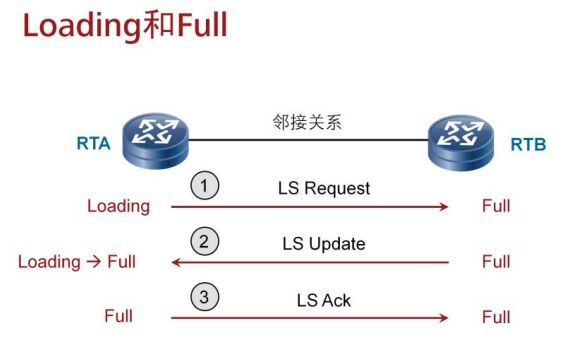 Loading和Full
邻接关系
RTA
RTB
1
LS Request
Loading
Full
2
LS Update
Loading → Full
Full
3
LS Ack
Full
Full